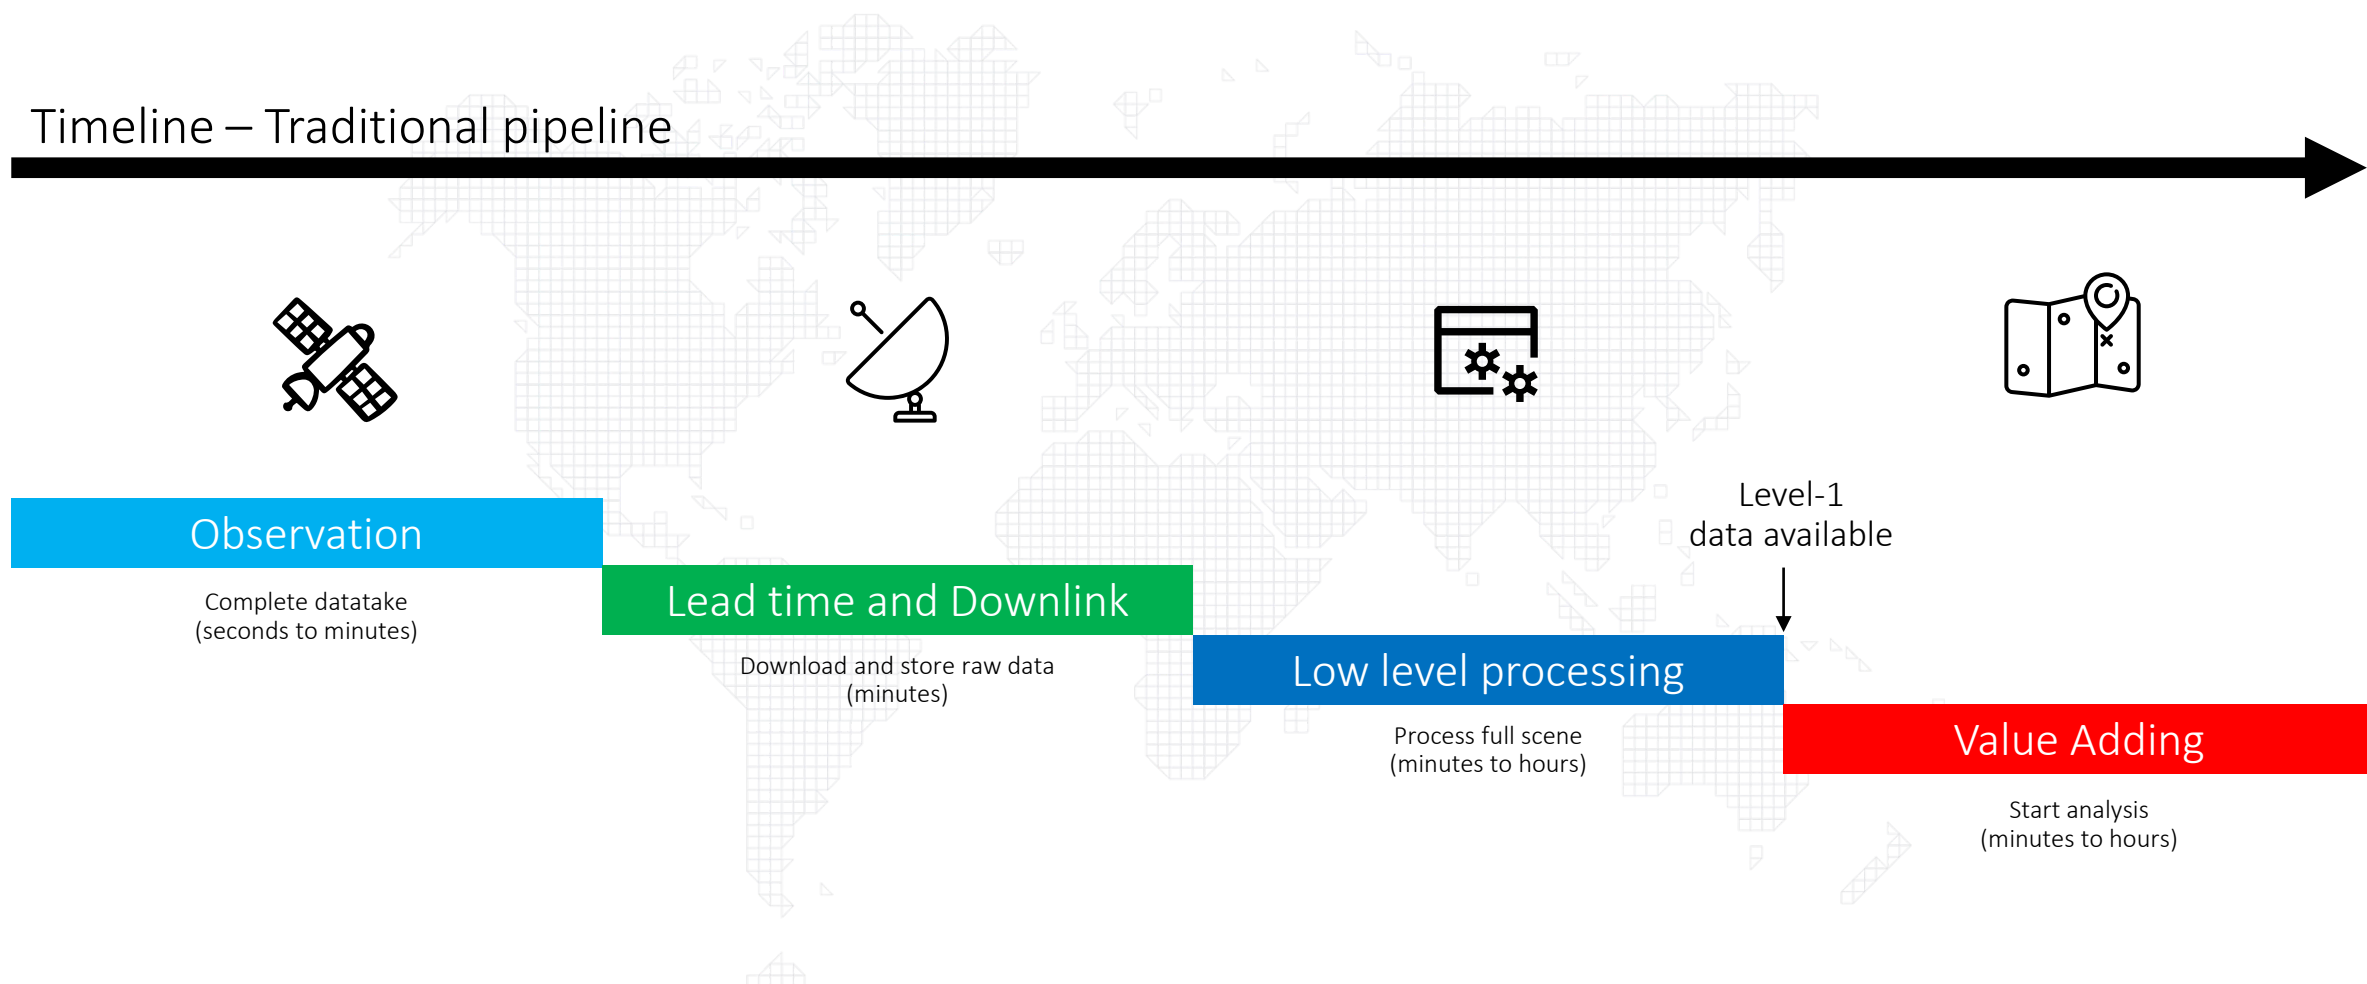 Timeline – Traditional pipeline
Level-1
data available
Observation
Complete datatake
(seconds to minutes)
Lead time and Downlink
Download and store raw data
(minutes)
Low level processing
Process full scene
(minutes to hours)
Value Adding
Start analysis
(minutes to hours)